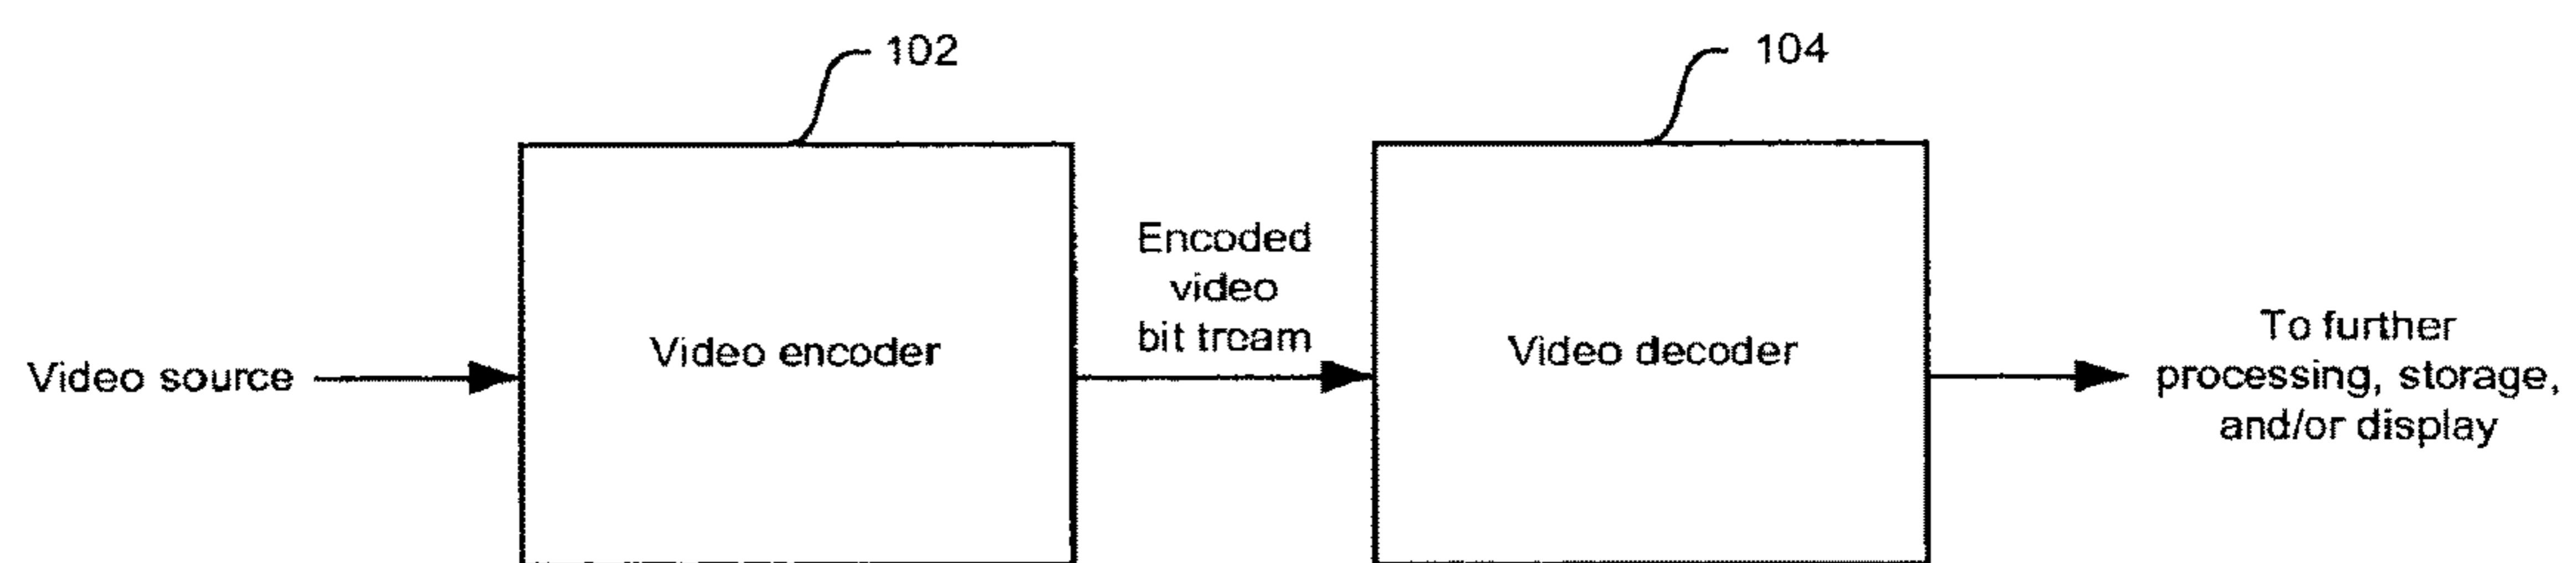 102
104
Video source
Video encoder
Encoded
video
bit tream
Video decoder
To further
processing, storage,
and/or display